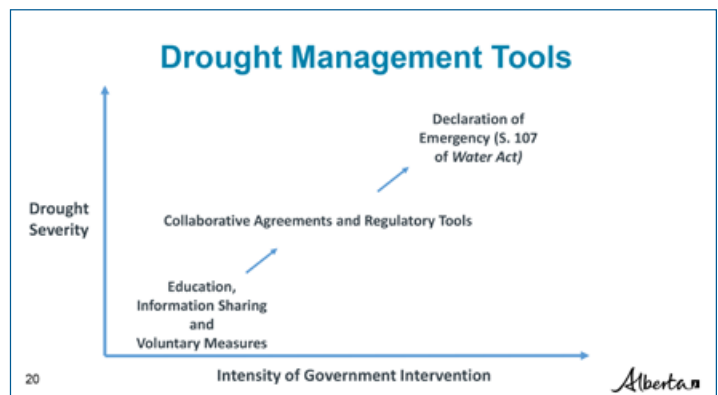 Drought Management Tools
Declaration of
Emergency (S. 107
of Water Act)
Drought
Severity
Collaborative Agreements and Regulatory Tools
Education,
Information Sharing
and
Voluntary Measures
20
Intensity of Government Intervention
Alberta